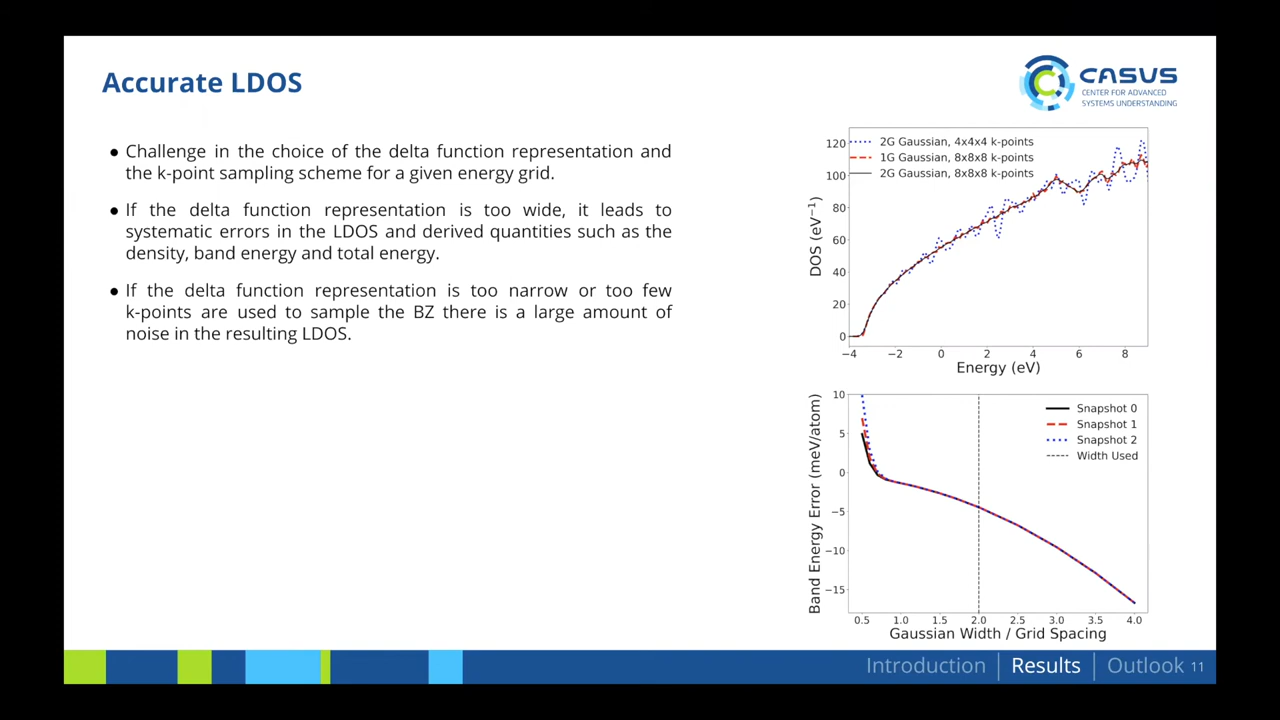 Accurate LDOS
CASUS
CENTER FOR ADVANCED
SYSTEMS UNDERSTANDING
● Challenge in the choice of the delta function representation and
the k-point sampling scheme for a given energy grid.
● If the delta function representation is too wide, it leads to
systematic errors in the LDOS and derived quantities such as the
density, band energy and total energy.
● If the delta function representation is too narrow or too few
k-points are used to sample the BZ there is a large amount of
noise in the resulting LDOS.
2G Gaussian, 4x4x4 k-points
1G Gaussian, 8x8x8 k-points
2G Gaussian, 8x8x8 k-points
DOS (eV⁻¹)
120
100
80
60
40
20
0
−4 −2 0 2 4 6 8
Energy (eV)
Snapshot 0
Snapshot 1
Snapshot 2
Width Used
Band Energy Error (meV/atom)
10
5
0
−5
−10
−15
0.5 1.0 1.5 2.0 2.5 3.0 3.5 4.0
Gaussian Width / Grid Spacing
Introduction | Results | Outlook 11